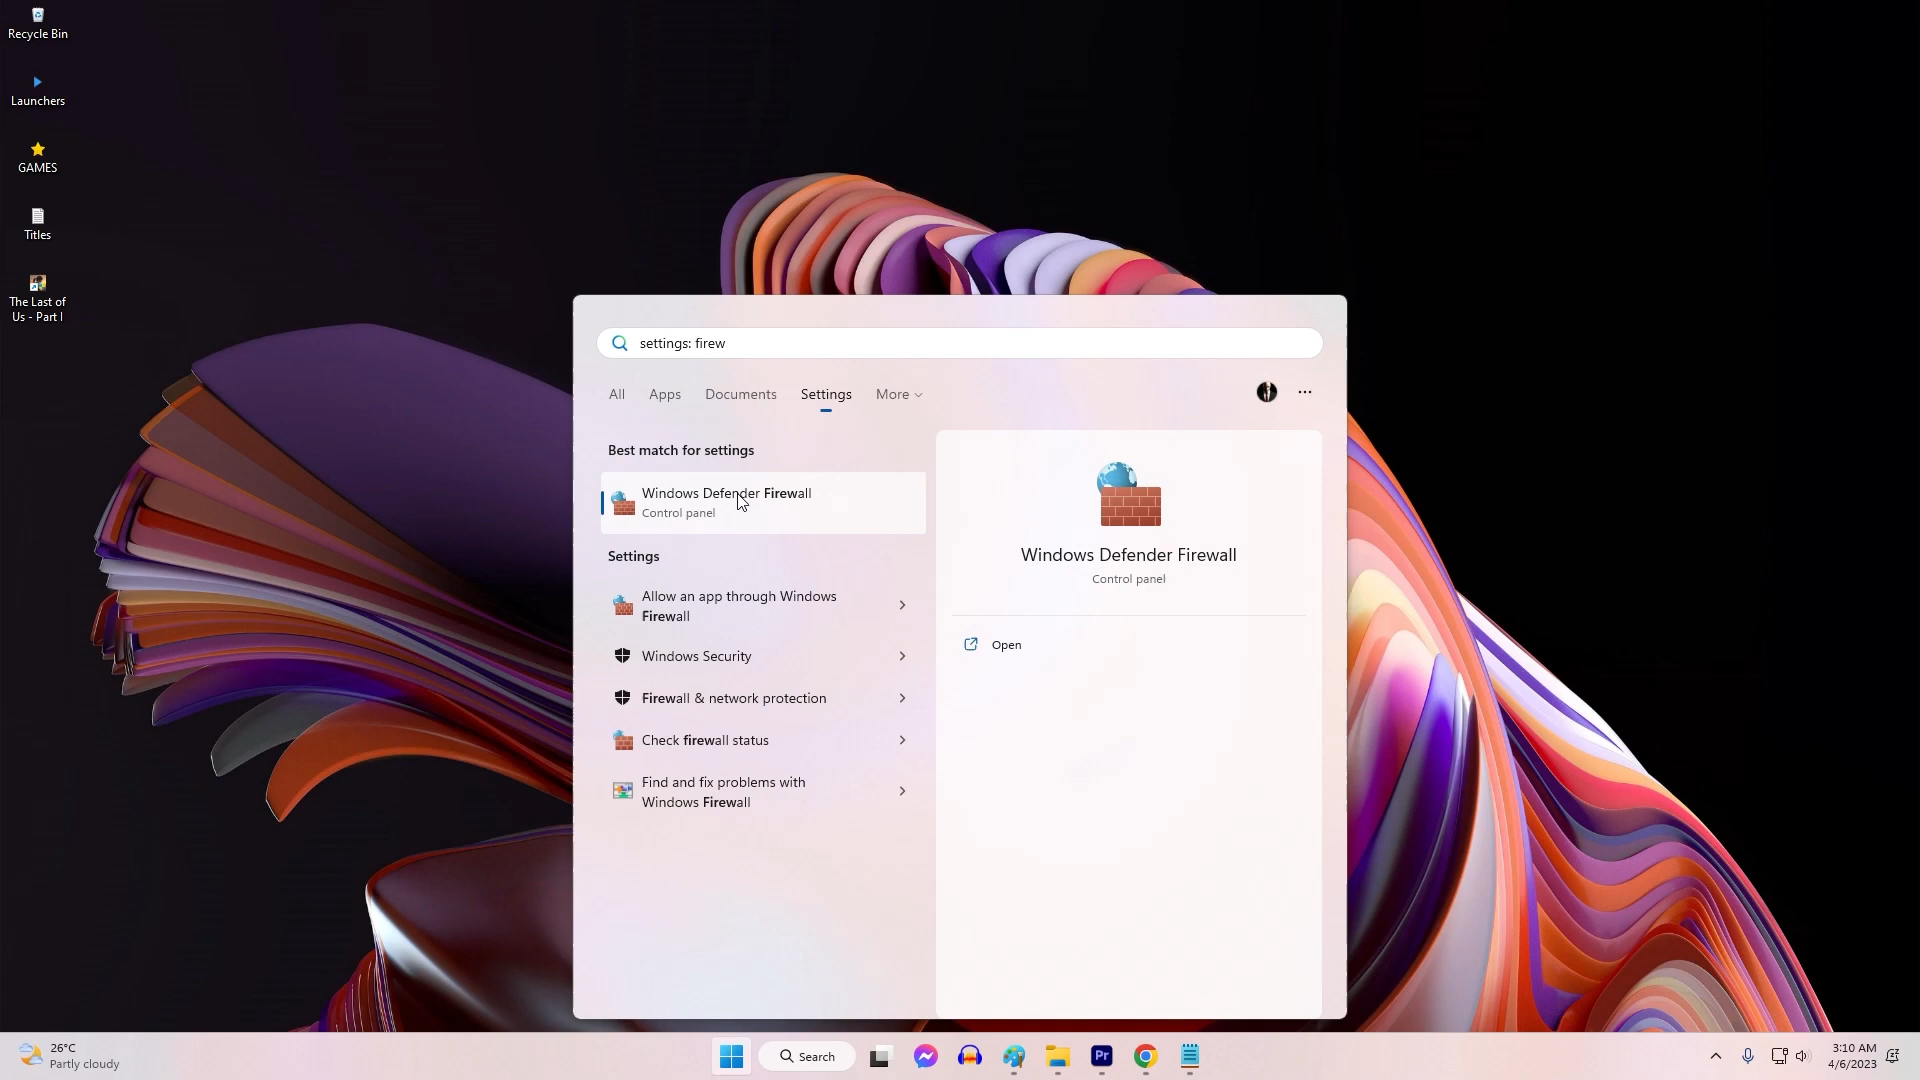 Recycle Bin
Launchers
GAMES
Titles
The Last of
Us - Part I
settings: firew
All
Apps
Documents
Settings
More
Best match for settings
Windows Defender Firewall
Control panel
Settings
Allow an app through Windows
Firewall
Windows Security
Firewall & network protection
Check firewall status
Find and fix problems with
Windows Firewall
Windows Defender Firewall
Control panel
Open
26°C
Partly cloudy
Search
Pr
3:10 AM
4/6/2023